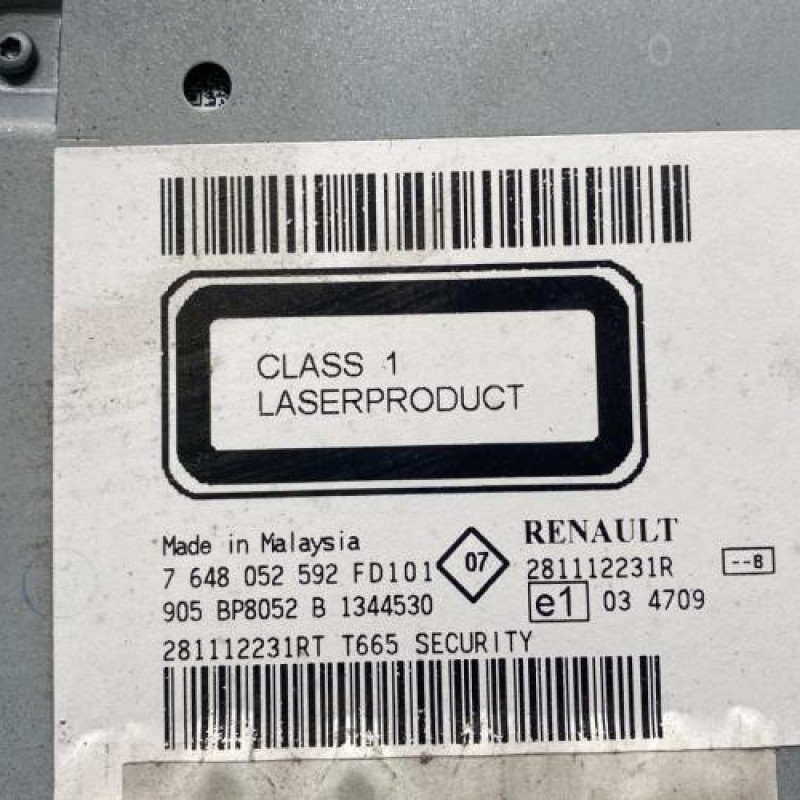 CLASS 1
LASERPRODUCT
Made in Malaysia
7 648 052 592 FD101
905 BP8052 B 1344530
281112231RT T665 SECURITY
07
RENAULT
281112231R
e1 03 4709
--B